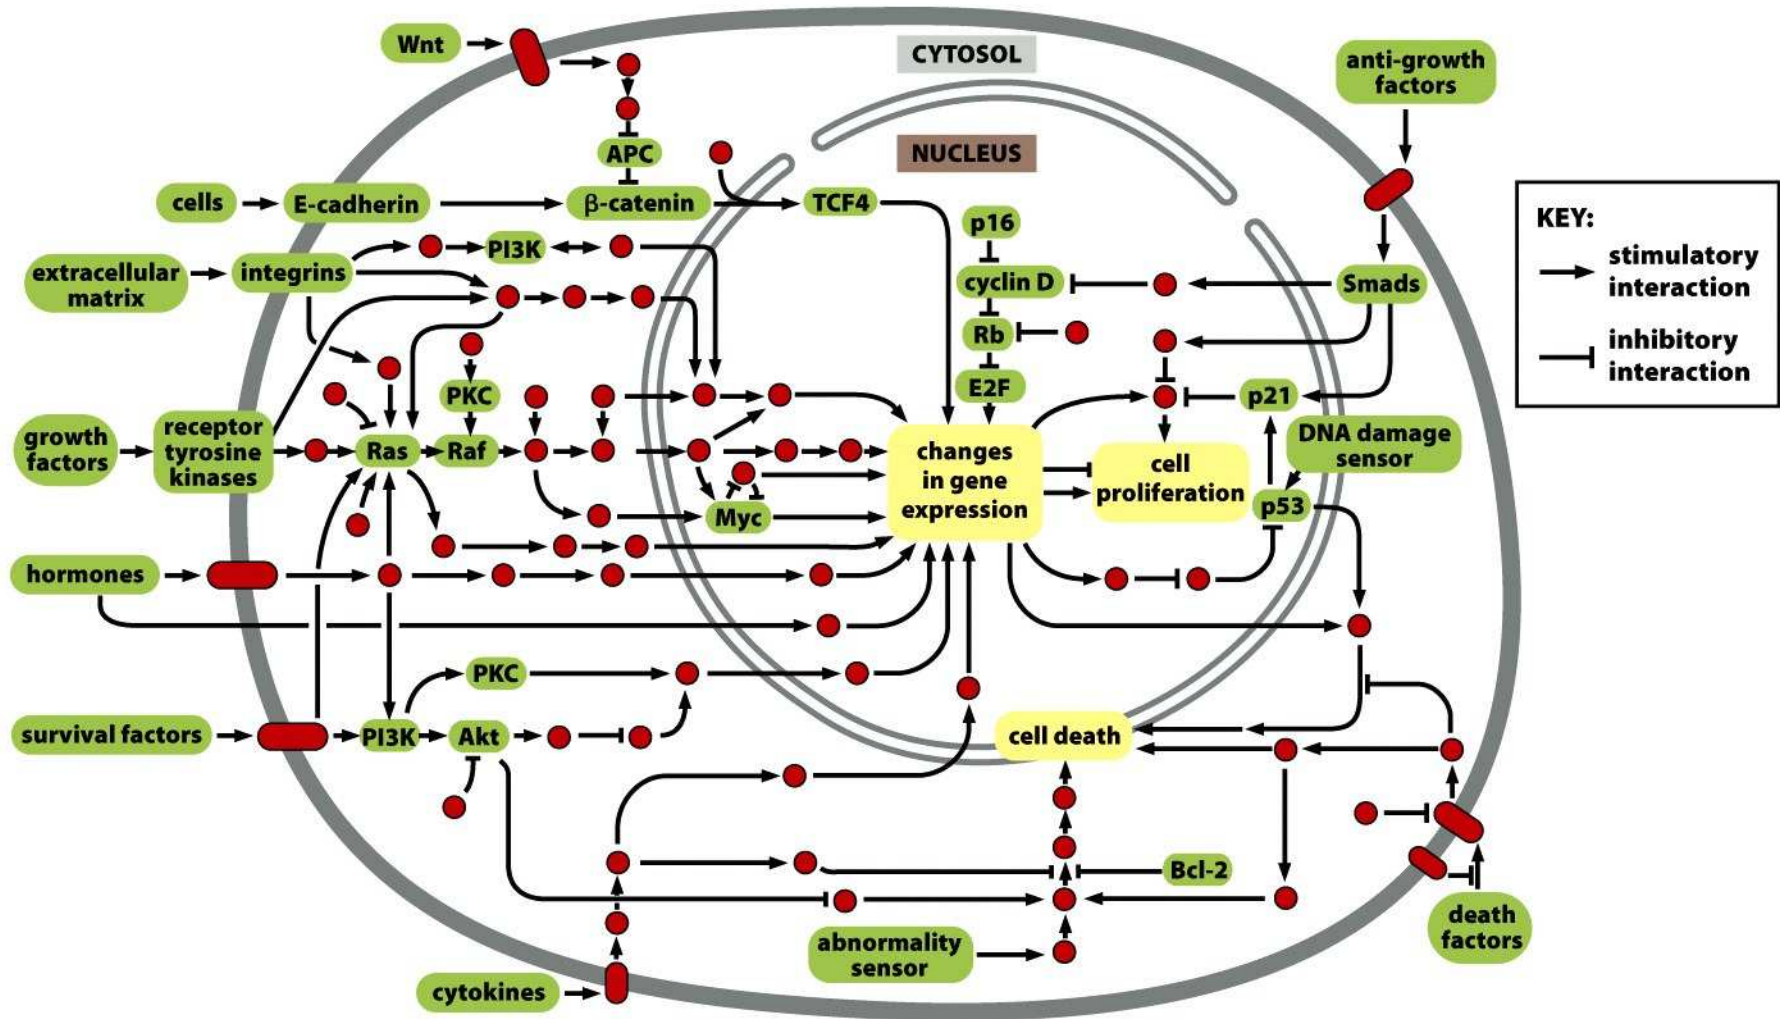 Wnt
CYTOSOL
anti-growth
factors
NUCLEUS
APC
cells
E-cadherin
β-catenin
TCF4
p16
KEY:
stimulatory
interaction
inhibitory
interaction
extracellular
matrix
integrins
PI3K
cyclin D
Smads
Rb
PKC
E2F
p21
growth
factors
receptor
tyrosine
kinases
Ras
Raf
changes
in gene
expression
cell
proliferation
DNA damage
sensor
Myc
p53
hormones
PKC
survival factors
PI3K
Akt
cell death
Bcl-2
abnormality
sensor
death
factors
cytokines